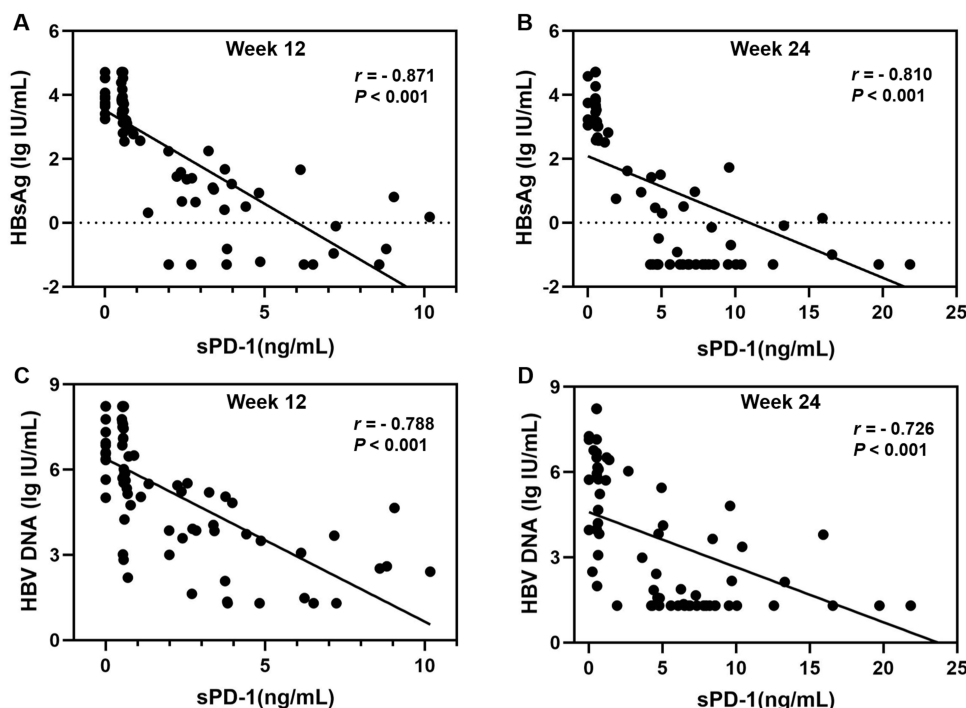 A
Week 12
r = - 0.871
P < 0.001
HBsAg (lg IU/mL)
6
4
2
0
-2
0
5
10
sPD-1(ng/mL)
B
Week 24
r = - 0.810
P < 0.001
HBsAg (lg IU/mL)
6
4
2
0
-2
0
5
10
15
20
25
sPD-1(ng/mL)
C
Week 12
r = - 0.788
P < 0.001
HBV DNA (lg IU/mL)
9
6
3
0
0
5
10
sPD-1(ng/mL)
D
Week 24
r = - 0.726
P < 0.001
HBV DNA (lg IU/mL)
9
6
3
0
0
5
10
15
20
25
sPD-1(ng/mL)